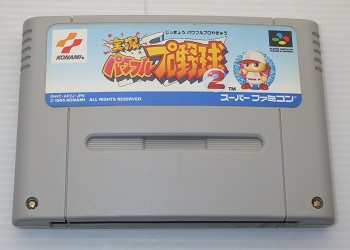 じっきょう パワフルプロやきゅう
KONAMI
実況
パワフルプロ野球
2
TM
SHVC-AP2J-JPN
© 1995 KONAMI ALL RIGHTS RESERVED.
スーパーファミコン